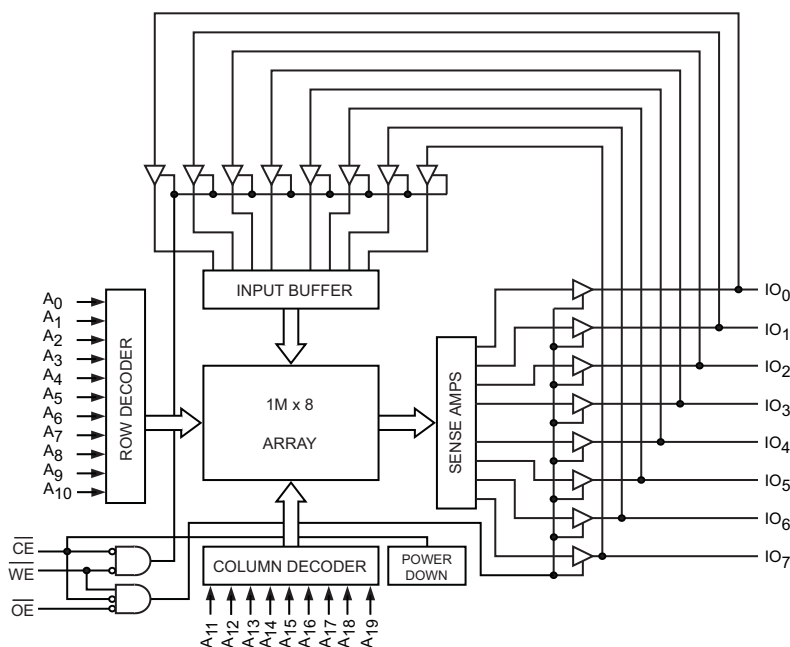 INPUT BUFFER
A0
A1
A2
A3
A4
A5
A6
A7
A8
A9
A10
ROW DECODER
1M x 8
ARRAY
SENSE AMPS
IO0
IO1
IO2
IO3
IO4
IO5
IO6
IO7
CE
WE
OE
COLUMN DECODER
POWER
DOWN
A11
A12
A13
A14
A15
A16
A17
A18
A19